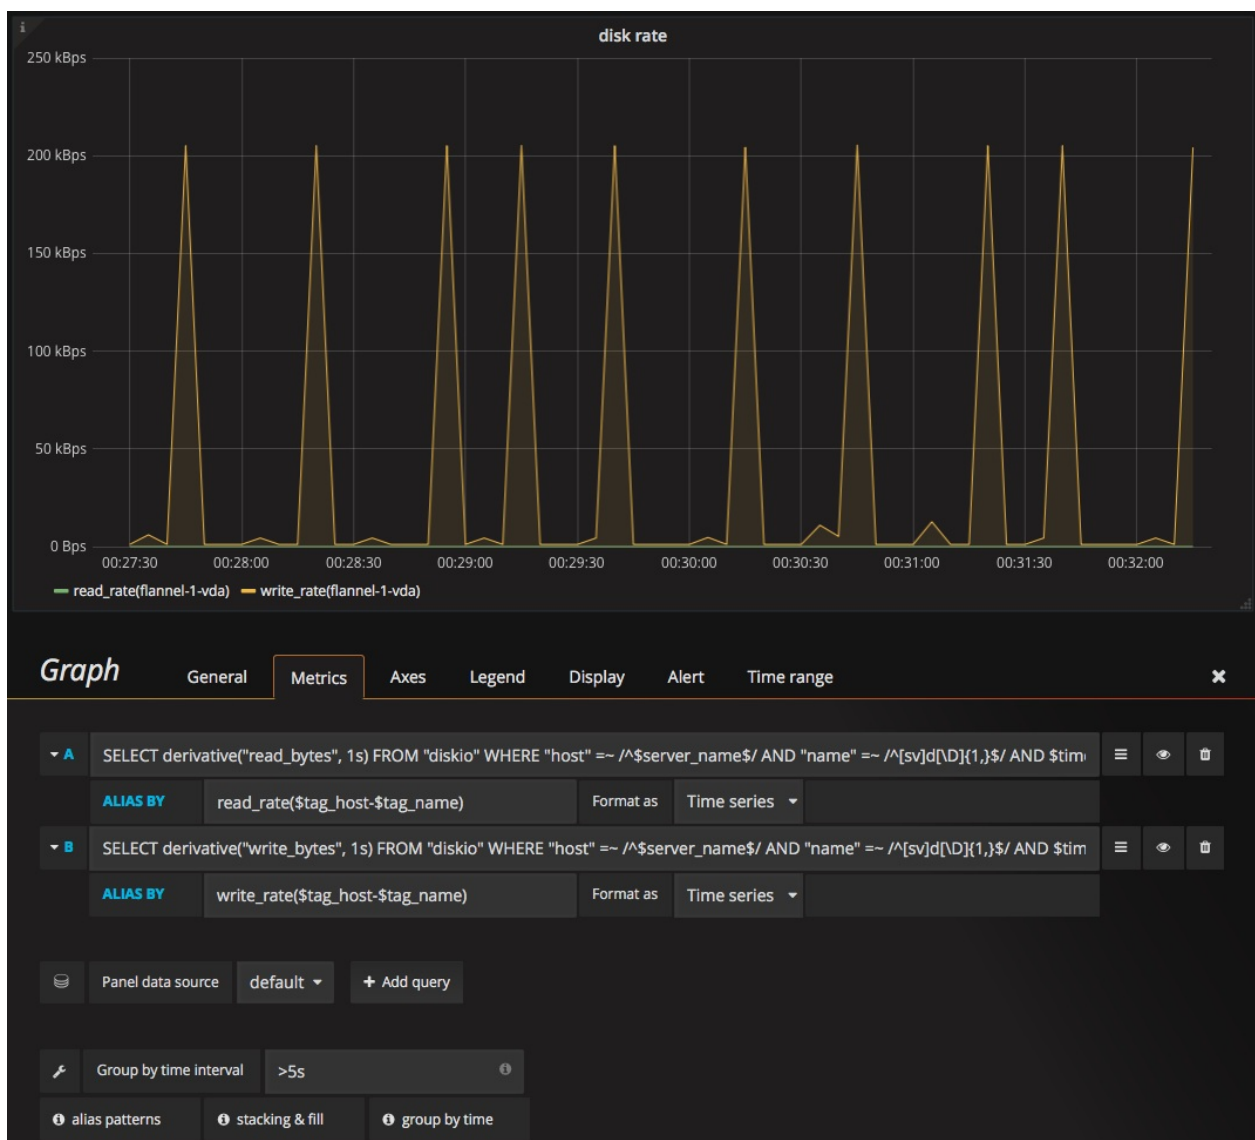 disk rate
250 kBps
200 kBps
150 kBps
100 kBps
50 kBps
0 Bps
00:27:30 00:28:00 00:28:30 00:29:00 00:29:30 00:30:00 00:30:30 00:31:00 00:31:30 00:32:00
read_rate(flannel-1-vda) write_rate(flannel-1-vda)
Graph General Metrics Axes Legend Display Alert Time range
A SELECT derivative("read_bytes", 1s) FROM "diskio" WHERE "host" =~ /^$server_name$/ AND "name" =~ /^[sv]d[\D]{1,}$/ AND $tim
ALIAS BY read_rate($tag_host-$tag_name) Format as Time series
B SELECT derivative("write_bytes", 1s) FROM "diskio" WHERE "host" =~ /^$server_name$/ AND "name" =~ /^[sv]d[\D]{1,}$/ AND $tim
ALIAS BY write_rate($tag_host-$tag_name) Format as Time series
Panel data source default + Add query
Group by time interval >5s
alias patterns stacking & fill group by time